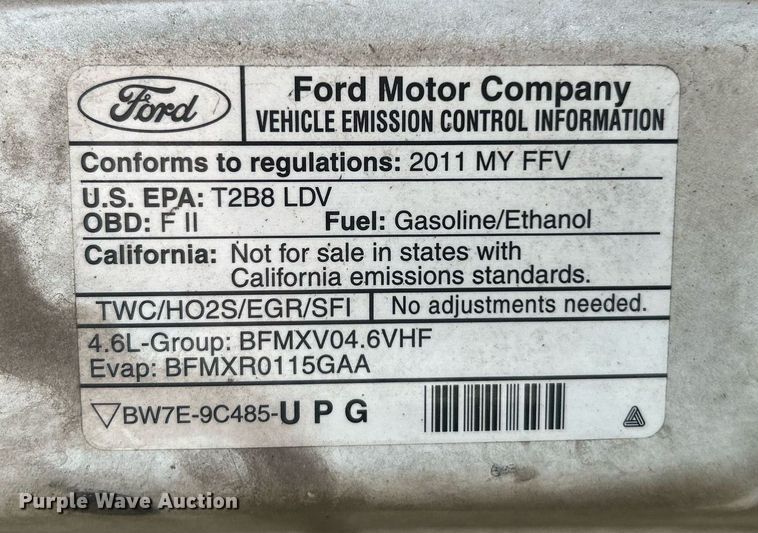 Ford
Ford Motor Company
VEHICLE EMISSION CONTROL INFORMATION
Conforms to regulations: 2011 MY FFV
U.S. EPA: T2B8 LDV
OBD: F II Fuel: Gasoline/Ethanol
California: Not for sale in states with
California emissions standards.
TWC/HO2S/EGR/SFI No adjustments needed.
4.6L-Group: BFMXV04.6VHF
Evap: BFMXR0115GAA
BW7E-9C485-U P G
Purple Wave Auction